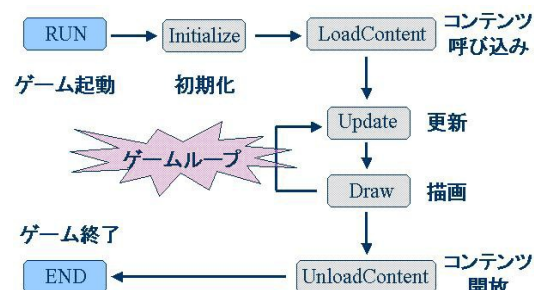 RUN
Initialize
LoadContent
コンテンツ
呼び込み
ゲーム起動
初期化
Update
更新
ゲームループ
Draw
描画
ゲーム終了
END
UnloadContent
コンテンツ
開放